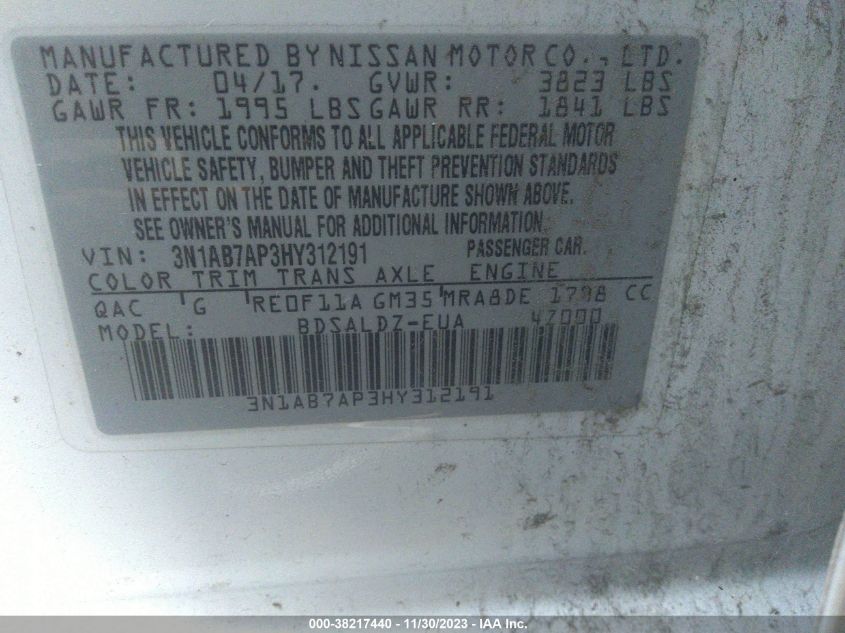 MANUFACTURED BY NISSAN MOTOR CO., LTD.
DATE: 04/17. GVWR: 3823 LBS
GAWR FR: 1995 LBS GAWR RR: 1841 LBS
THIS VEHICLE CONFORMS TO ALL APPLICABLE FEDERAL MOTOR
VEHICLE SAFETY, BUMPER AND THEFT PREVENTION STANDARDS
IN EFFECT ON THE DATE OF MANUFACTURE SHOWN ABOVE.
SEE OWNER'S MANUAL FOR ADDITIONAL INFORMATION.
VIN: 3N1AB7AP3HY312191 PASSENGER CAR.
COLOR TRIM TRANS AXLE ENGINE
QAC G RE0F11A GM35 MRA8DE 1798 CC
MODEL: BDSALDZ-EUA 47000
3N1AB7AP3HY312191
000-38217440 - 11/30/2023 - IAA Inc.